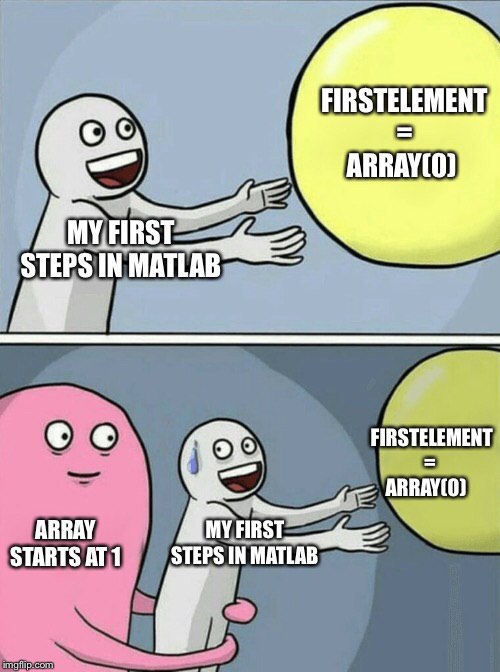 FIRSTELEMENT
=
ARRAY(0)
MY FIRST
STEPS IN MATLAB
FIRSTELEMENT
=
ARRAY(0)
ARRAY
STARTS AT 1
MY FIRST
STEPS IN MATLAB
imgflip.com